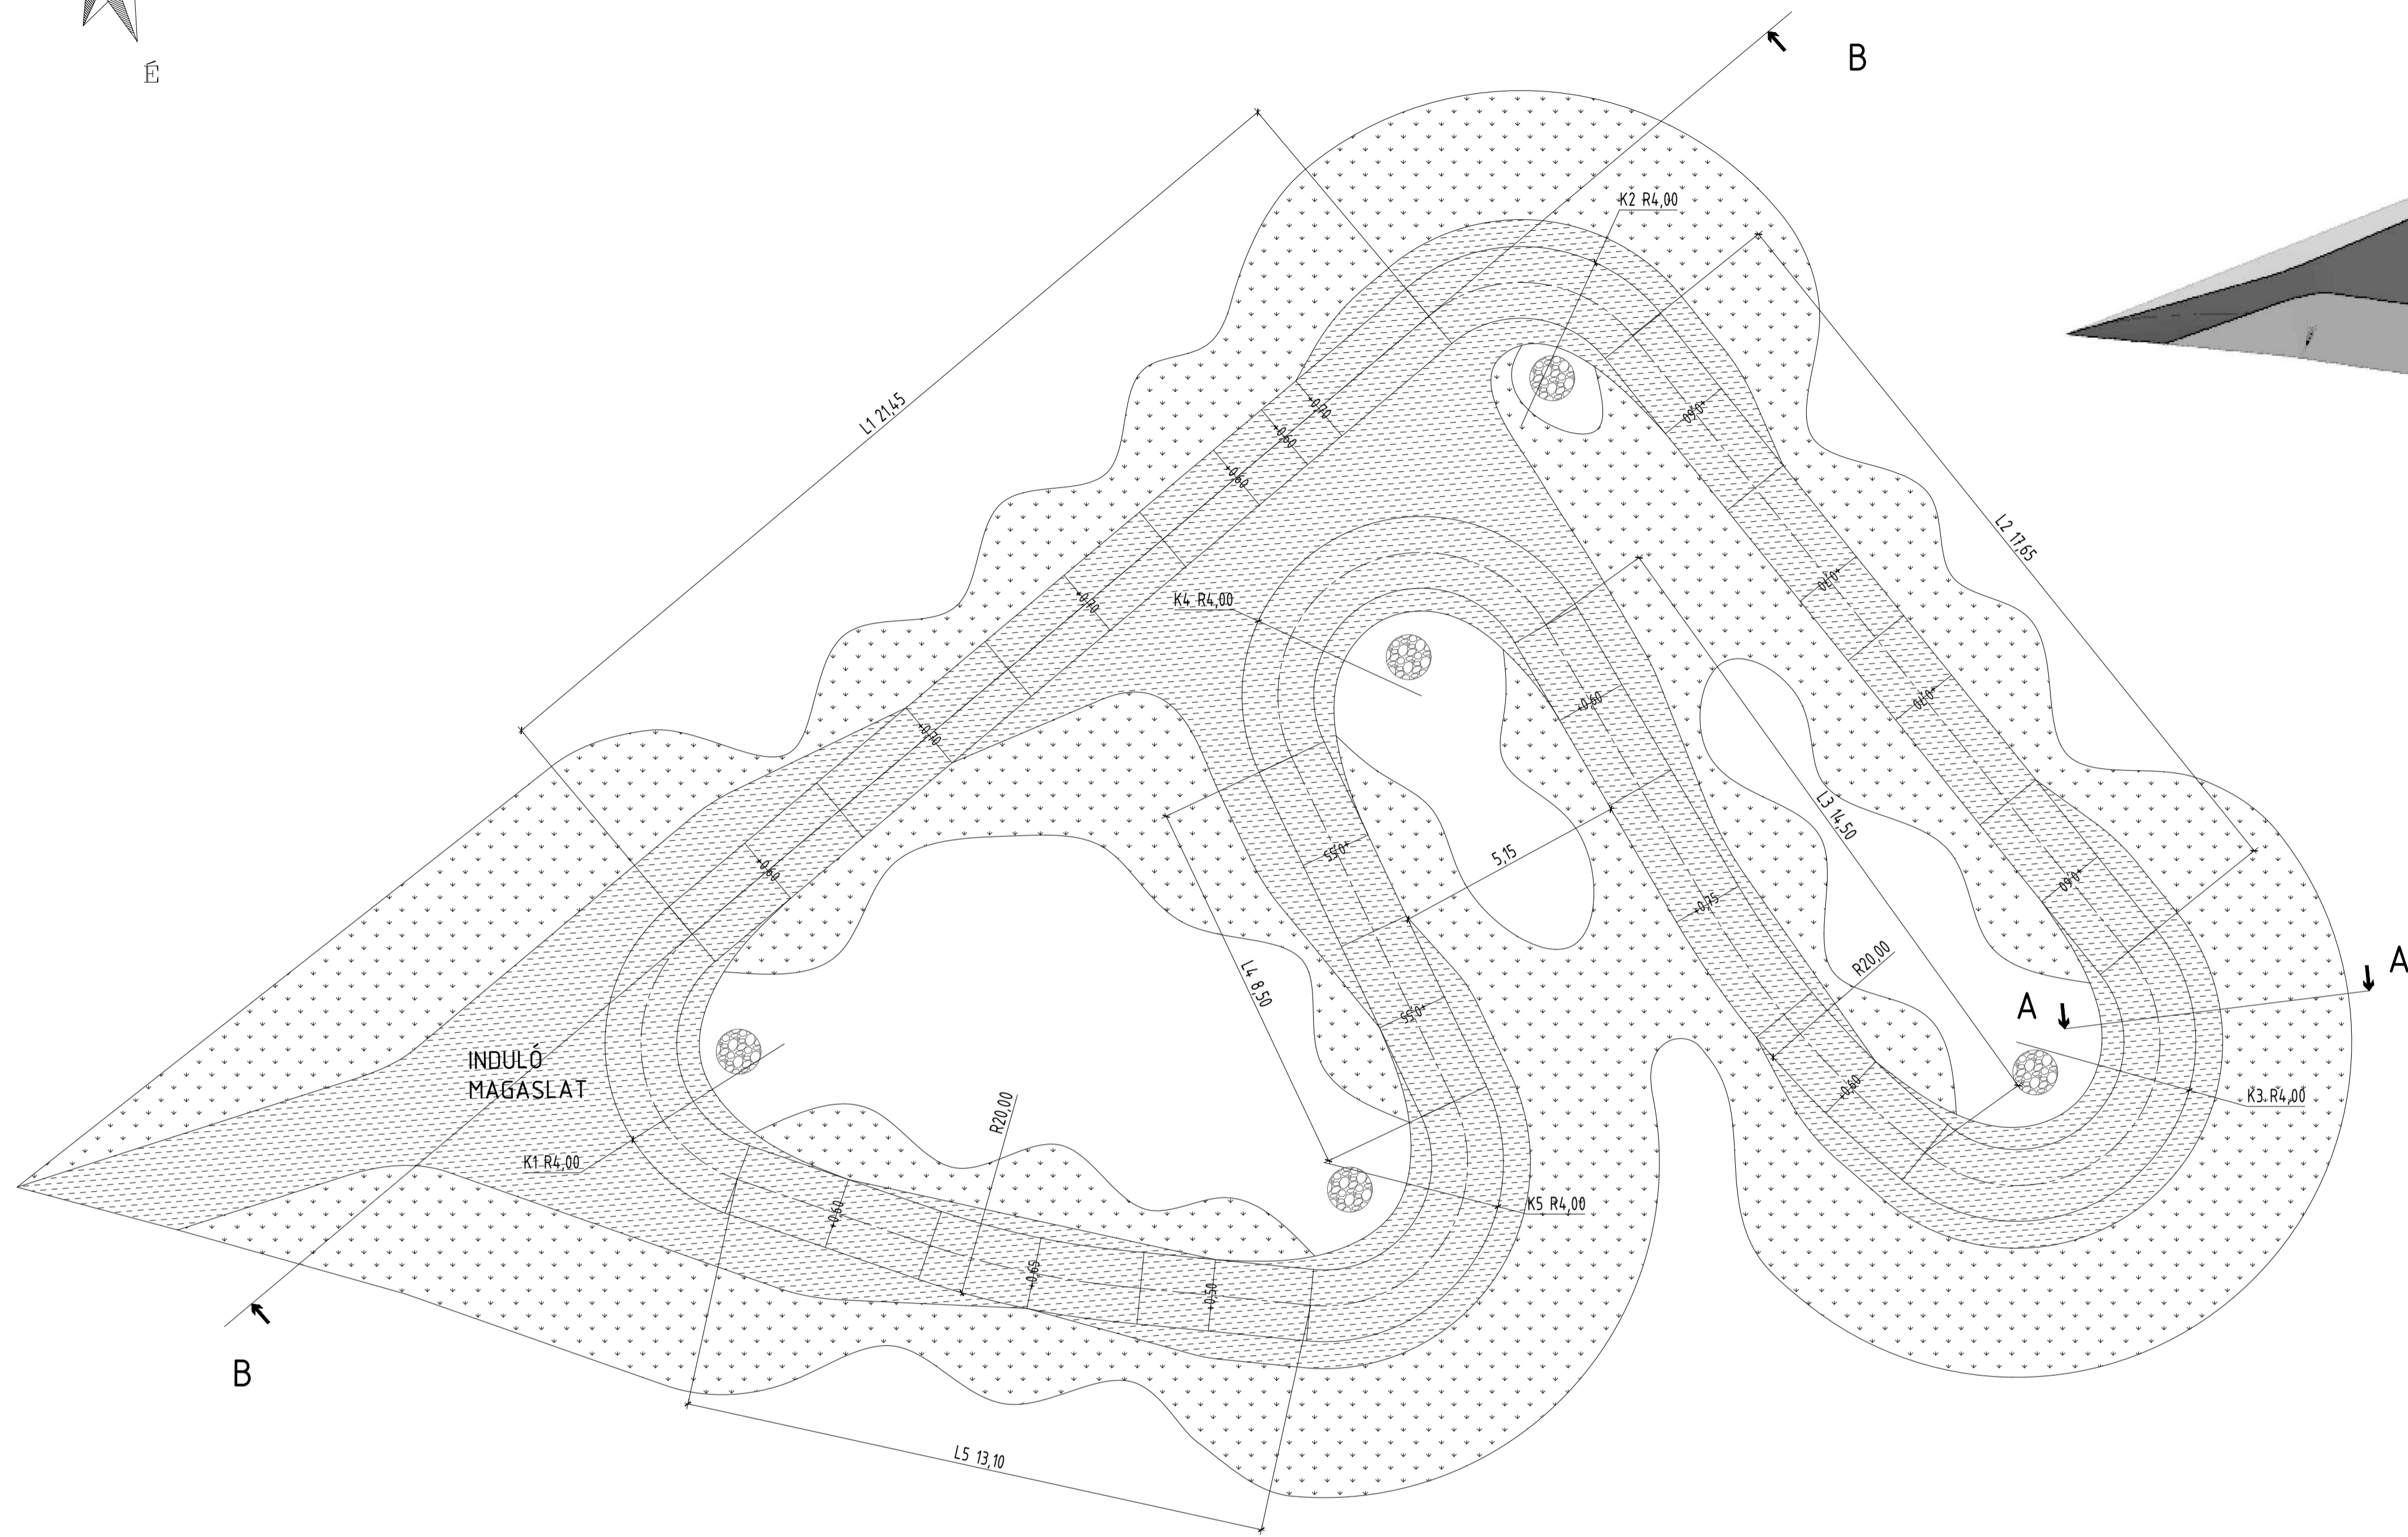 É
B
K2 R4,00
L1 21,45
+0,70
+0,60
+0,60
+0,60
L2 17,65
+0,70
+0,70
K4 R4,00
+0,70
+0,60
+0,70
+0,60
L3 14,50
5,15
+0,55
+0,60
+0,75
R20,00
A
A
L4 8,50
+0,55
INDULÓ
MAGASLAT
+0,60
K3 R4,00
R20,00
K1 R4,00
K5 R4,00
+0,60
+0,65
+0,50
B
L5 13,10